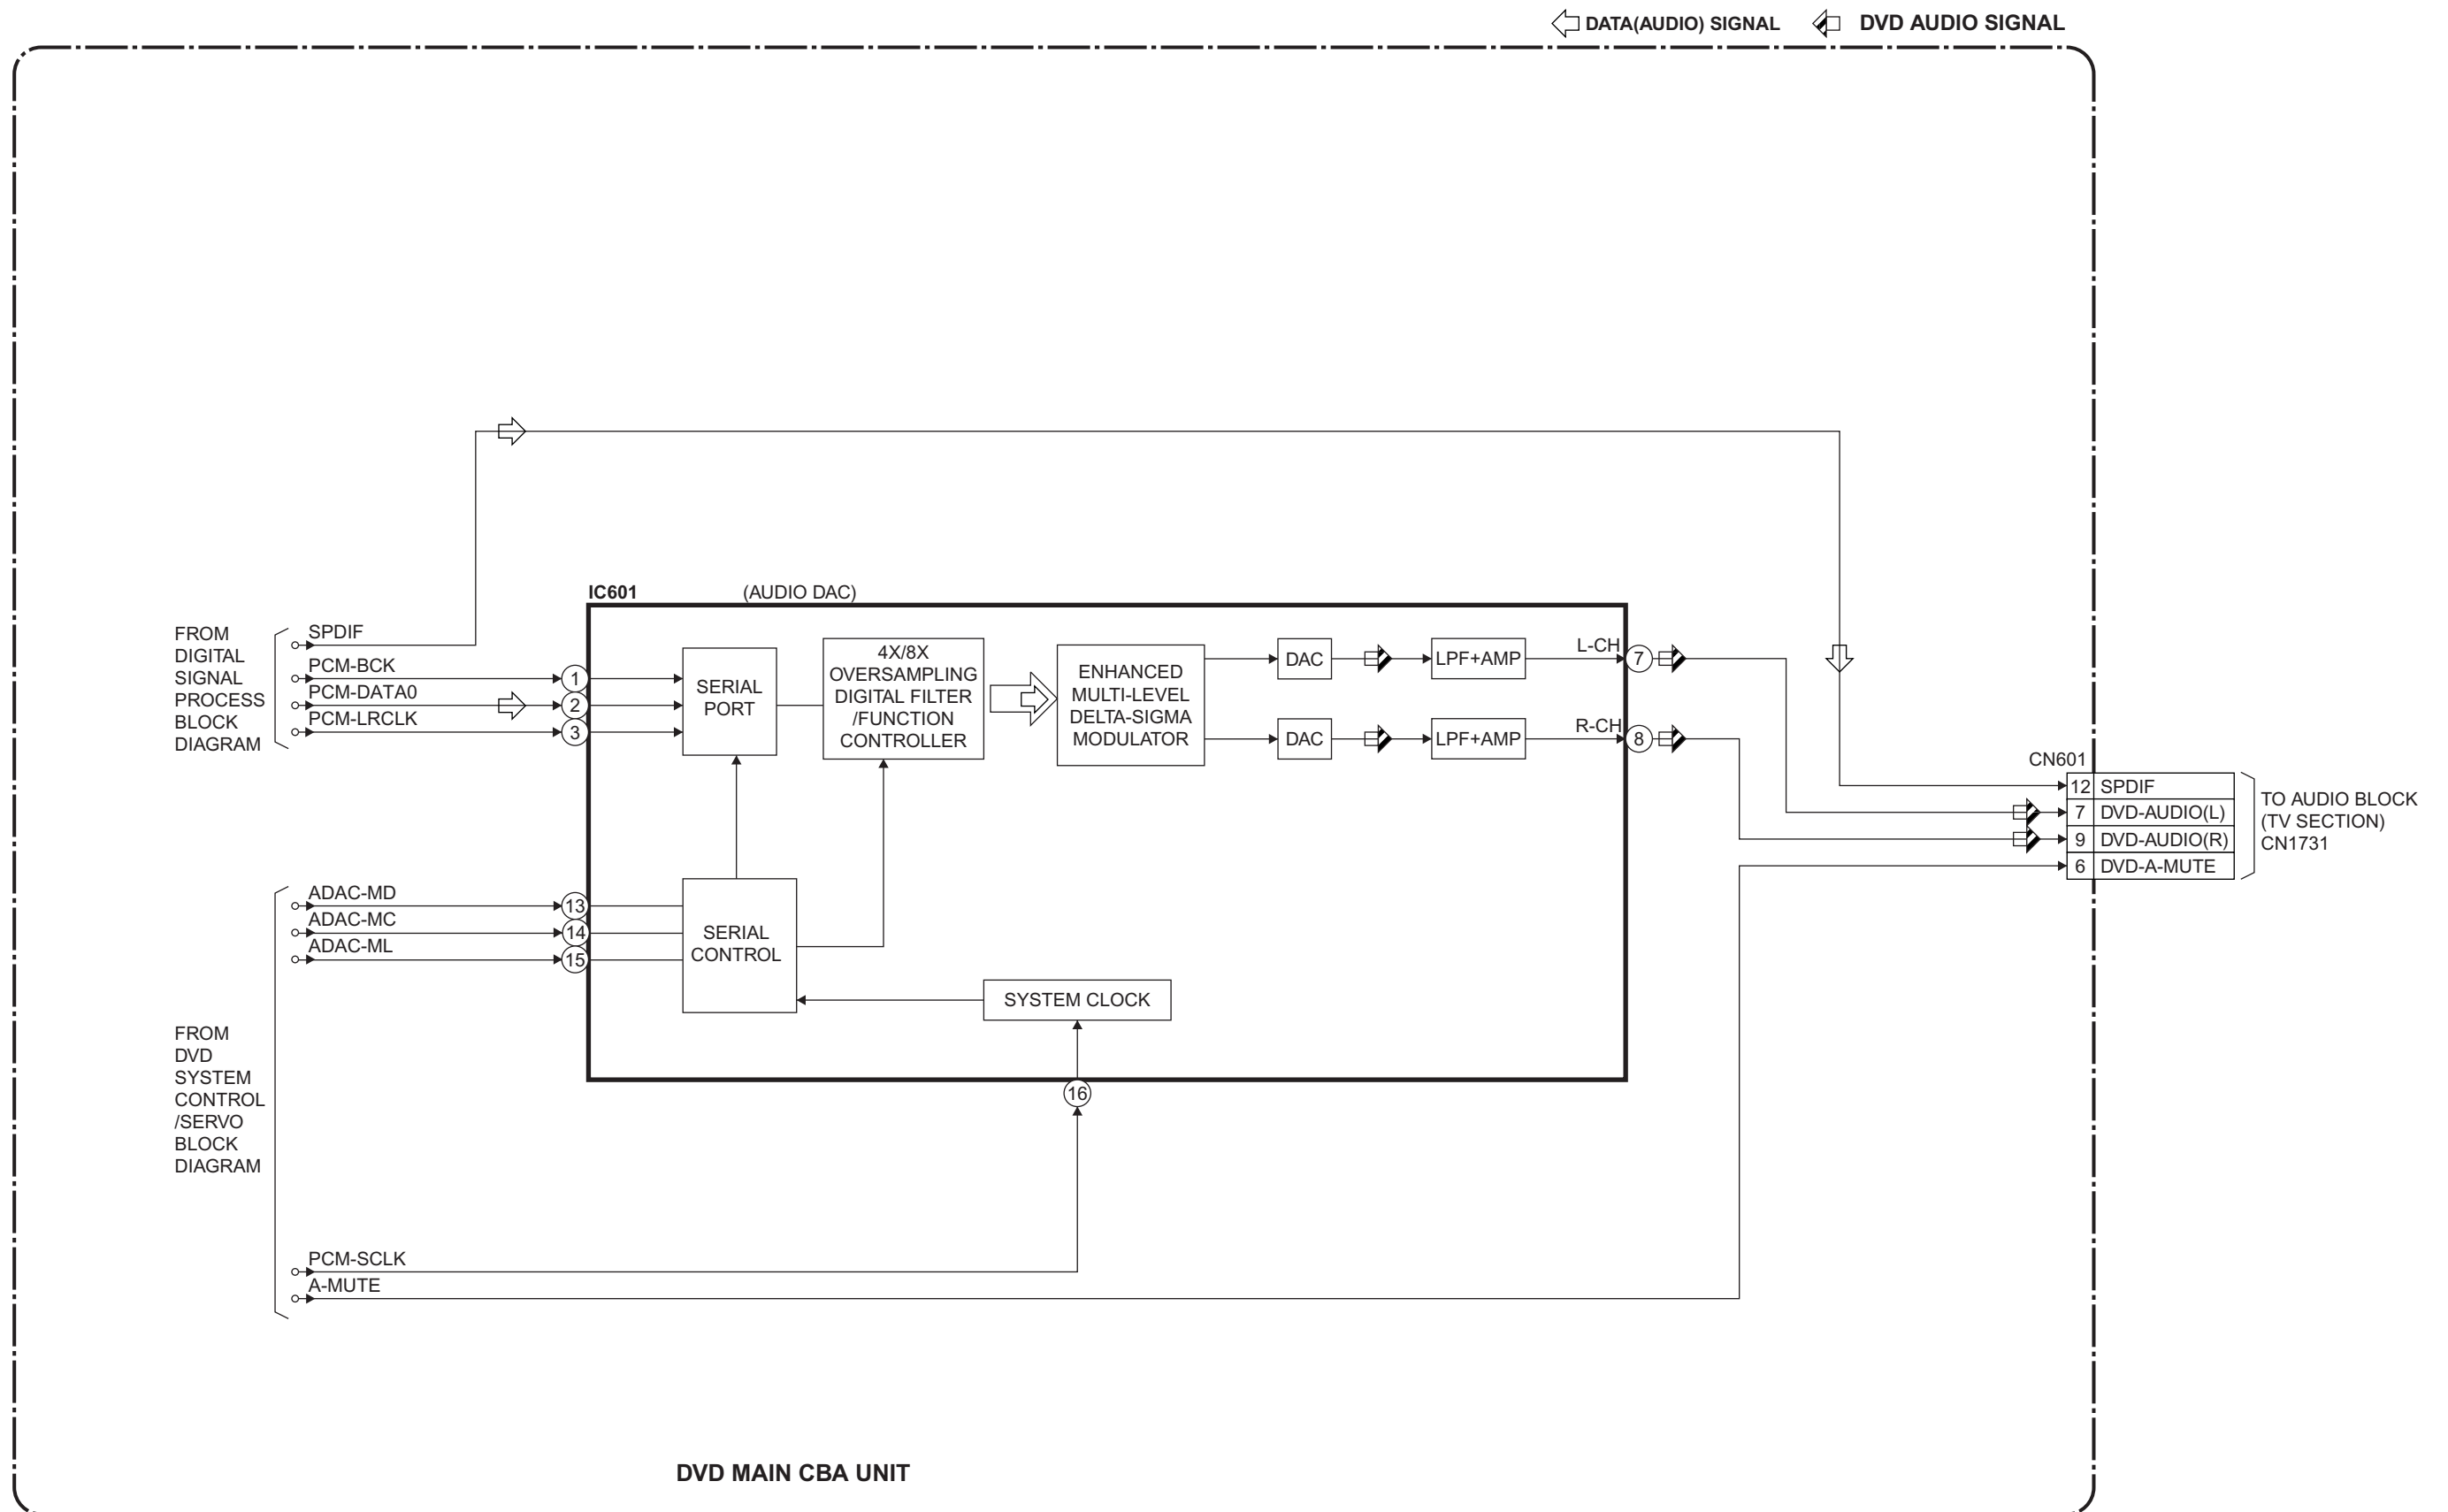 DATA(AUDIO) SIGNAL
DVD AUDIO SIGNAL
IC601
(AUDIO DAC)
FROM
DIGITAL
SIGNAL
PROCESS
BLOCK
DIAGRAM
SPDIF
PCM-BCK
PCM-DATA0
PCM-LRCLK
1
2
3
SERIAL
PORT
4X/8X
OVERSAMPLING
DIGITAL FILTER
/FUNCTION
CONTROLLER
ENHANCED
MULTI-LEVEL
DELTA-SIGMA
MODULATOR
DAC
LPF+AMP
L-CH
7
DAC
LPF+AMP
R-CH
8
CN601
12 SPDIF
7 DVD-AUDIO(L)
9 DVD-AUDIO(R)
6 DVD-A-MUTE
TO AUDIO BLOCK
(TV SECTION)
CN1731
ADAC-MD
ADAC-MC
ADAC-ML
13
14
15
SERIAL
CONTROL
SYSTEM CLOCK
16
FROM
DVD
SYSTEM
CONTROL
/SERVO
BLOCK
DIAGRAM
PCM-SCLK
A-MUTE
DVD MAIN CBA UNIT